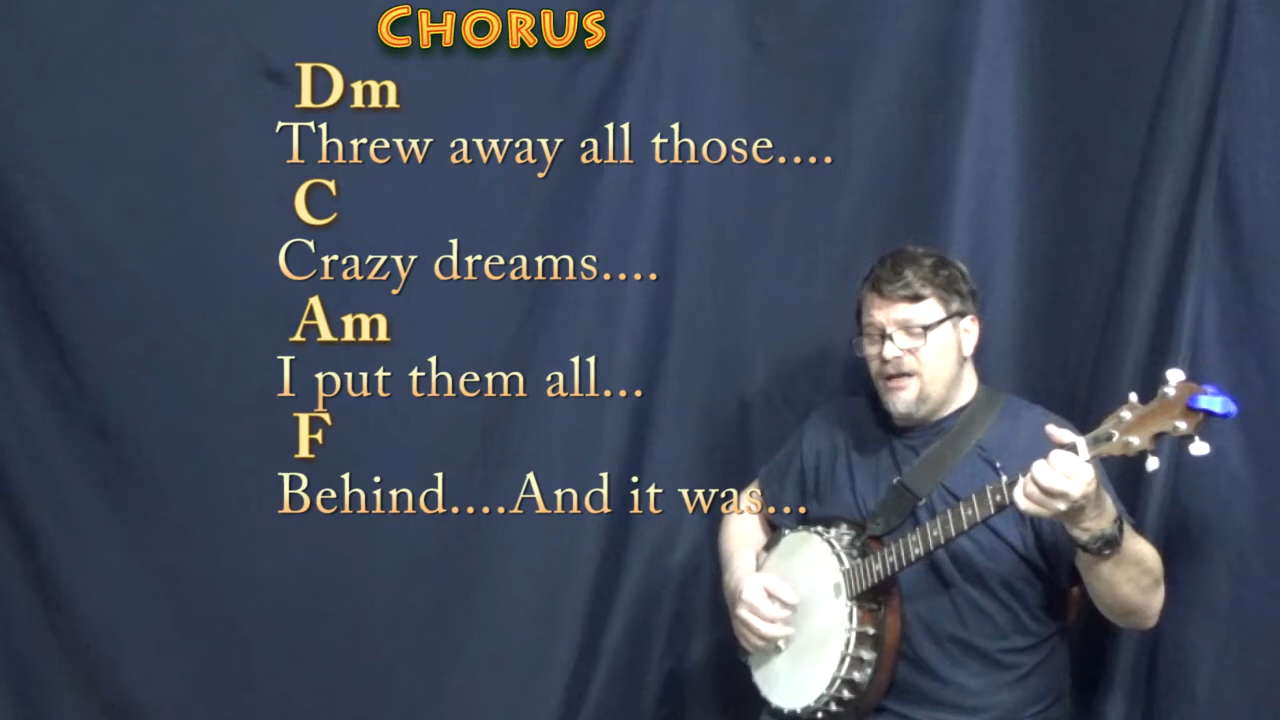 CHORUS
Dm
Threw away all those....
C
Crazy dreams....
Am
I put them all...
F
Behind....And it was...